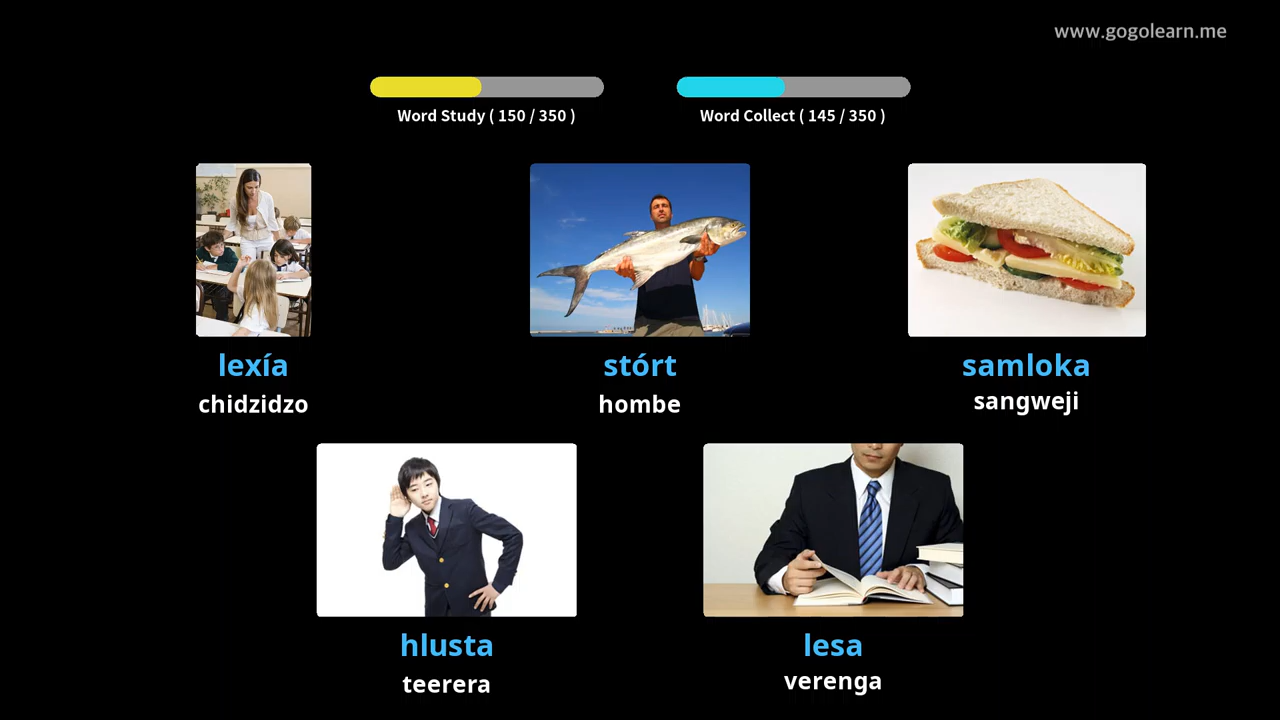 www.gogolearn.me
Word Study ( 150 / 350 )
Word Collect ( 145 / 350 )
lexía
chidzidzo
stórt
hombe
samloka
sangweji
hlusta
teerera
lesa
verenga